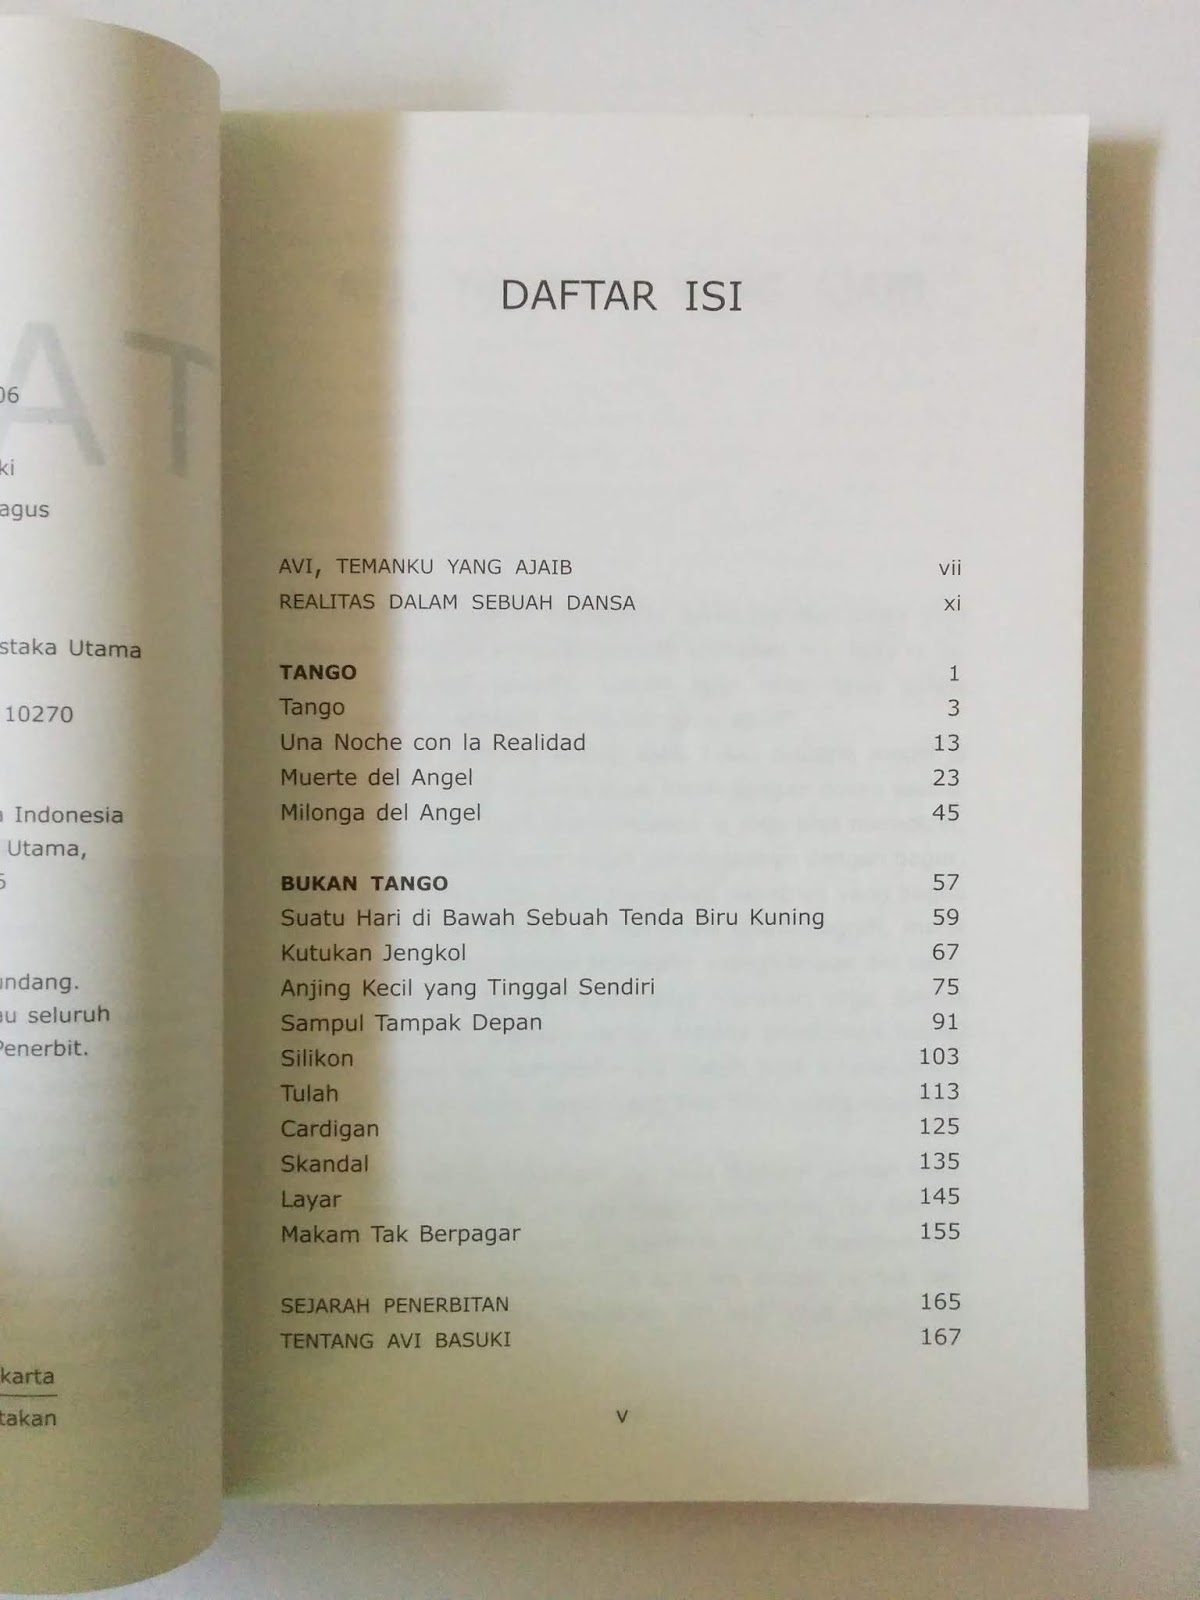 06
ki
agus
staka Utama
10270
Indonesia
Utama,
ndang.
au seluruh
Penerbit.
karta
takan
DAFTAR ISI
AVI, TEMANKU YANG AJAIB vii
REALITAS DALAM SEBUAH DANSA xi
TANGO 1
Tango 3
Una Noche con la Realidad 13
Muerte del Angel 23
Milonga del Angel 45
BUKAN TANGO 57
Suatu Hari di Bawah Sebuah Tenda Biru Kuning 59
Kutukan Jengkol 67
Anjing Kecil yang Tinggal Sendiri 75
Sampul Tampak Depan 91
Silikon 103
Tulah 113
Cardigan 125
Skandal 135
Layar 145
Makam Tak Berpagar 155
SEJARAH PENERBITAN 165
TENTANG AVI BASUKI 167
v